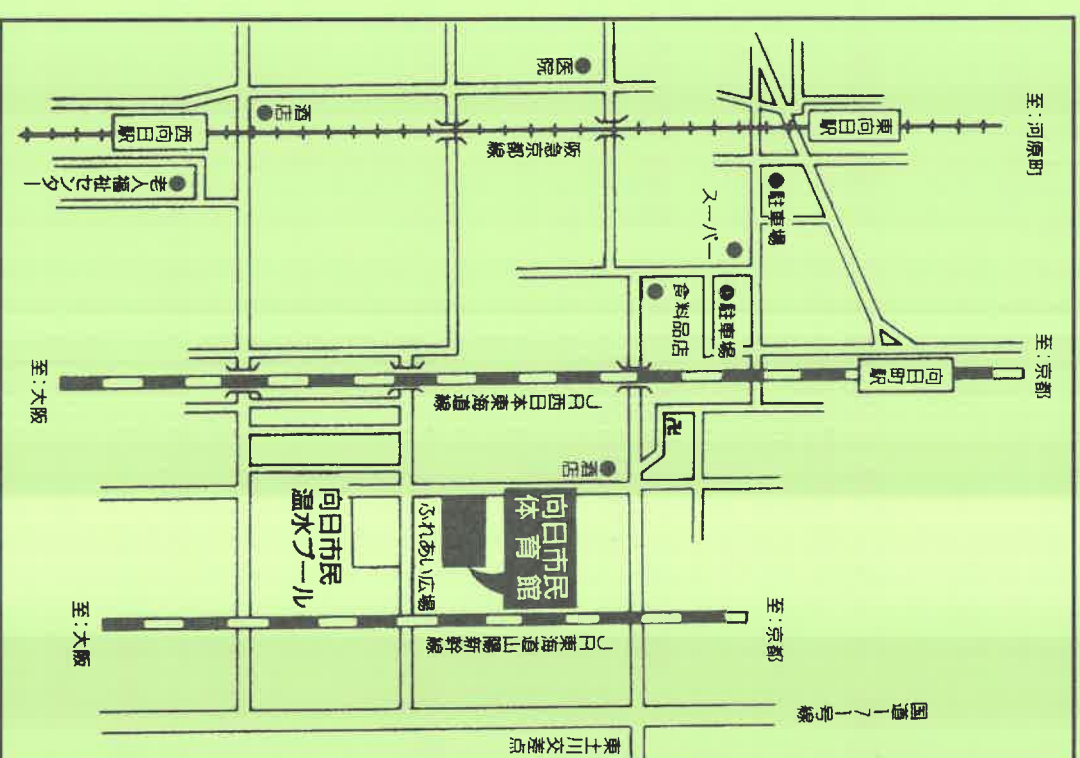 至:河原町
東向日駅
阪急京都線
西向日駅
医院
酒店
老人福祉センター
駐車場
スーパー
食料品店
駐車場
至:京都
向日町
駅
JR西日本東海道線
至:大阪
酒店
卍
向日市民
体育館
ふれあい広場
向日市民
温水プール
至:京都
JR東海道山陽新幹線
至:大阪
国道171号線
東土川交差点